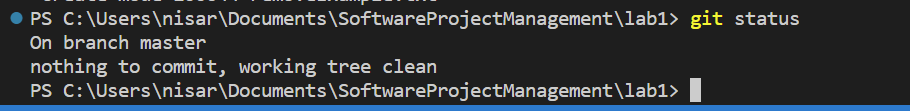 PS C:\Users\nisar\Documents\SoftwareProjectManagement\lab1> git status
On branch master
nothing to commit, working tree clean
PS C:\Users\nisar\Documents\SoftwareProjectManagement\lab1>